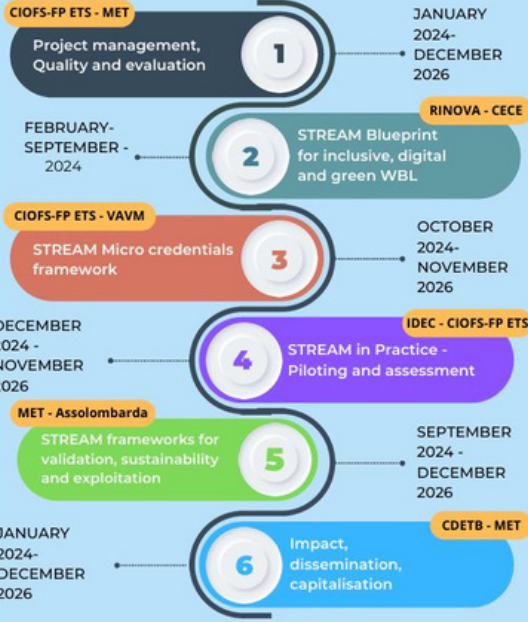 CIOFS-FP ETS - MET
Project management,
Quality and evaluation
1
JANUARY
2024-
DECEMBER
2026
RINOVA - CECE
FEBRUARY-
SEPTEMBER -
2024
2
STREAM Blueprint
for inclusive, digital
and green WBL
CIOFS-FP ETS - VAVM
STREAM Micro credentials
framework
3
OCTOBER
2024-
NOVEMBER
2026
IDEC - CIOFS-FP ETS
DECEMBER
2024 -
NOVEMBER
2026
4
STREAM in Practice -
Piloting and assessment
MET - Assolombarda
STREAM frameworks for
validation, sustainability
and exploitation
5
SEPTEMBER
2024 -
DECEMBER
2026
CDETB - MET
JANUARY
2024-
DECEMBER
2026
6
Impact,
dissemination,
capitalisation